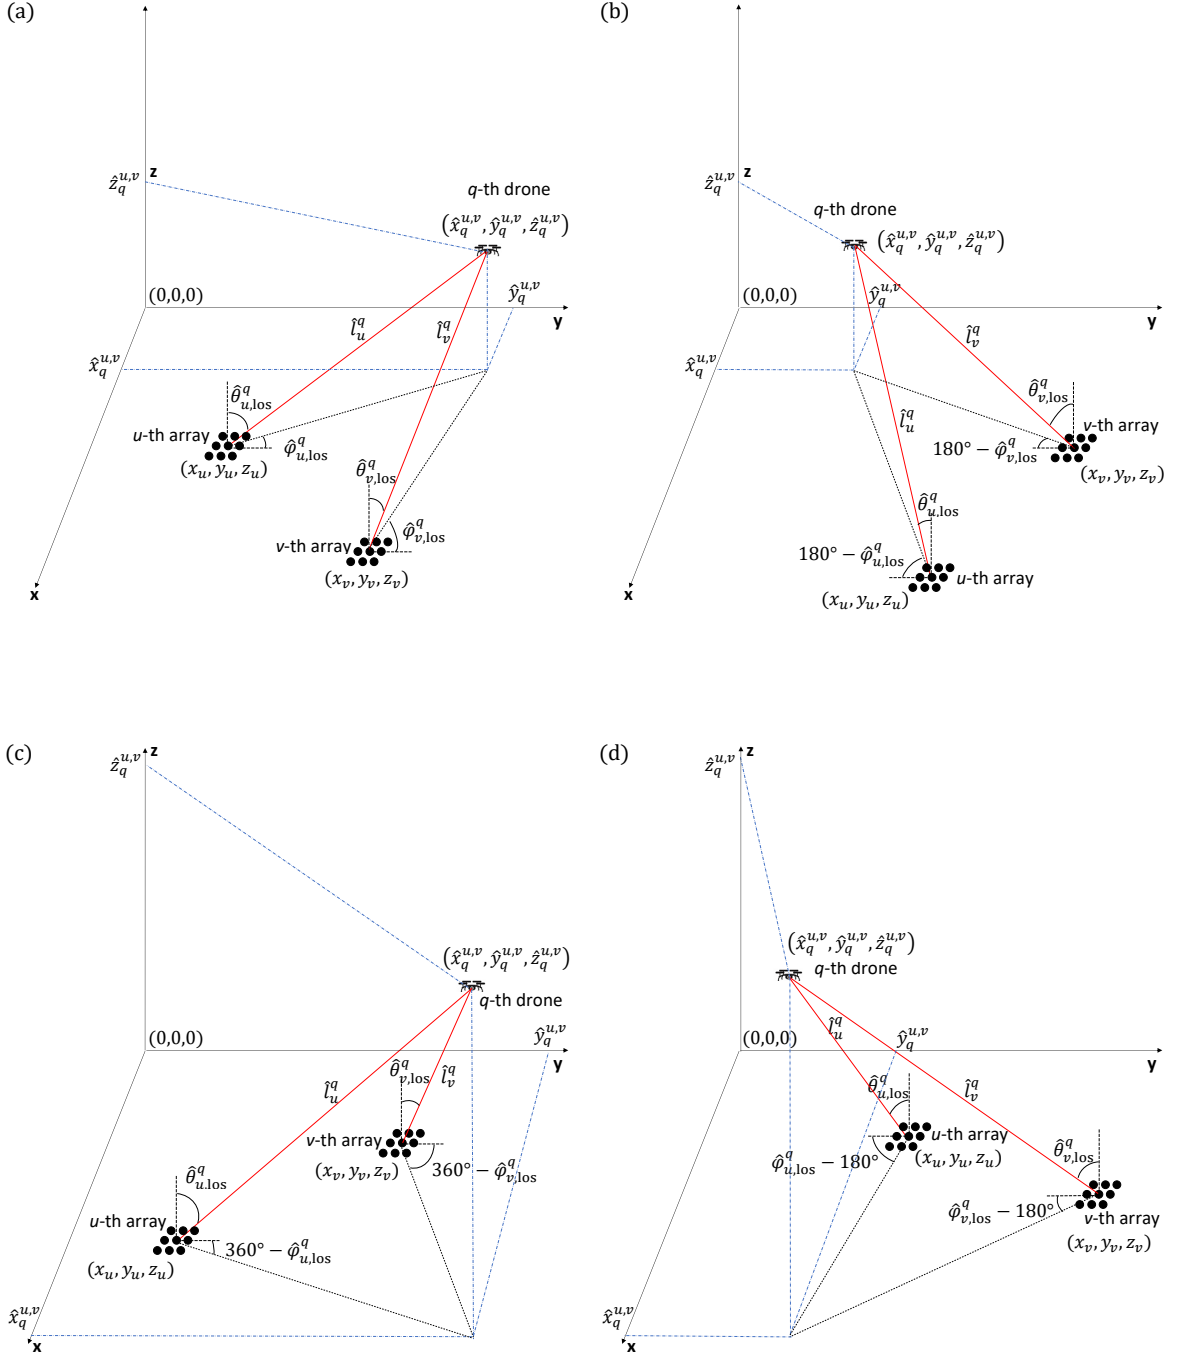 (a)
z
ẑ_q^{u,v}
q-th drone
(x̂_q^{u,v}, ŷ_q^{u,v}, ẑ_q^{u,v})
(0,0,0)
ŷ_q^{u,v}
y
l̂_u^q
l̂_v^q
x̂_q^{u,v}
θ̂_{u,los}^q
u-th array
φ̂_{u,los}^q
(x_u, y_u, z_u)
θ̂_{v,los}^q
φ̂_{v,los}^q
v-th array
(x_v, y_v, z_v)
x
(b)
z
ẑ_q^{u,v}
q-th drone
(x̂_q^{u,v}, ŷ_q^{u,v}, ẑ_q^{u,v})
(0,0,0)
ŷ_q^{u,v}
y
l̂_v^q
x̂_q^{u,v}
θ̂_{v,los}^q
l̂_u^q
v-th array
180° − φ̂_{v,los}^q
(x_v, y_v, z_v)
θ̂_{u,los}^q
180° − φ̂_{u,los}^q
u-th array
(x_u, y_u, z_u)
x
(c)
z
ẑ_q^{u,v}
(x̂_q^{u,v}, ŷ_q^{u,v}, ẑ_q^{u,v})
q-th drone
(0,0,0)
ŷ_q^{u,v}
y
θ̂_{v,los}^q
l̂_v^q
l̂_u^q
v-th array
(x_v, y_v, z_v)
360° − φ̂_{v,los}^q
θ̂_{u.los}^q
u-th array
360° − φ̂_{u,los}^q
(x_u, y_u, z_u)
x̂_q^{u,v}
x
(d)
z
ẑ_q^{u,v}
(x̂_q^{u,v}, ŷ_q^{u,v}, ẑ_q^{u,v})
q-th drone
l̂_u^q
(0,0,0)
ŷ_q^{u,v}
y
θ̂_{u,los}^q
l̂_v^q
u-th array
φ̂_{u,los}^q − 180°
(x_u, y_u, z_u)
θ̂_{v,los}^q
φ̂_{v,los}^q − 180°
v-th array
(x_v, y_v, z_v)
x̂_q^{u,v}
x